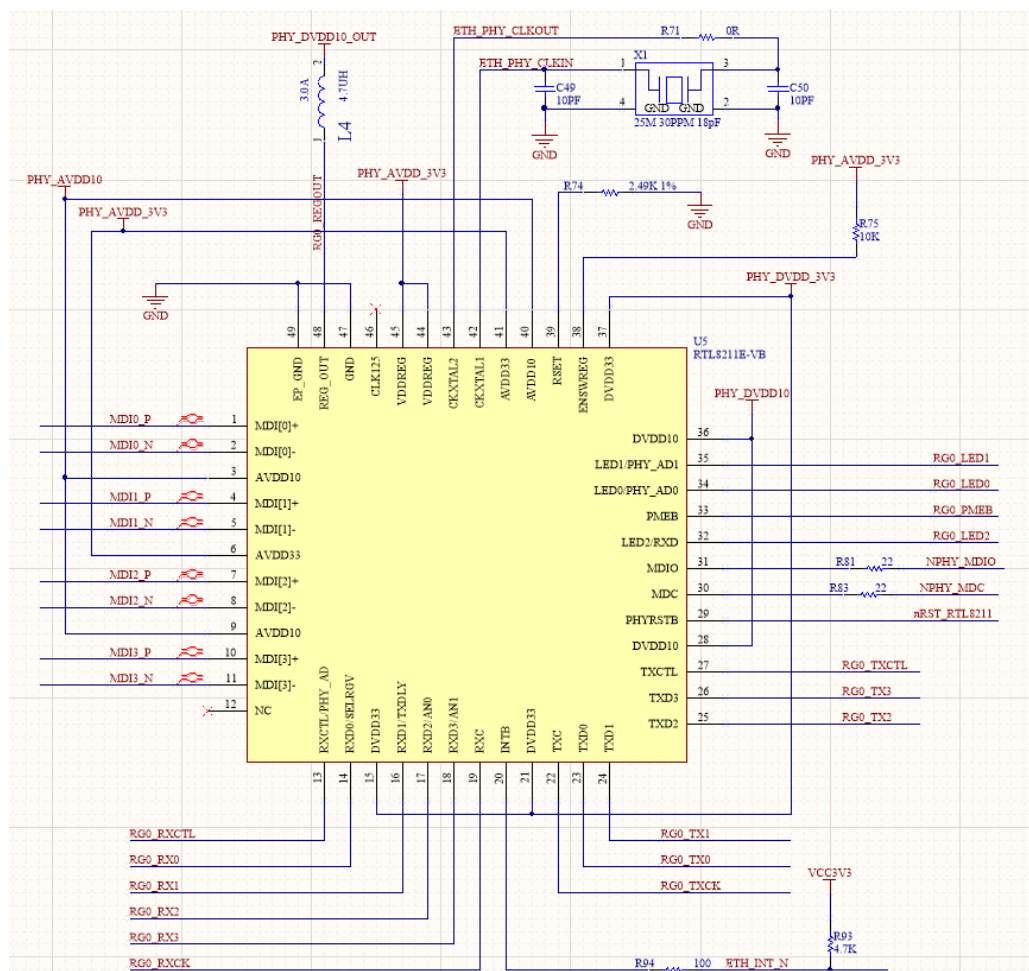 ETH_PHY_CLKOUT
R71
0R
PHY_DVDD10_OUT
X1
ETH_PHY_CLKIN
1
3
2
3.0A
4.7UH
C49
10PF
C50
10PF
4
GND
GND
2
25M 30PPM 18pF
L4
1
GND
GND
PHY_AVDD_3V3
PHY_AVDD10
PHY_AVDD_3V3
R74
2.49K 1%
PHY_AVDD_3V3
RG0_REGOUT
GND
R75
10K
PHY_DVDD_3V3
GND
49
48
47
46
45
44
43
42
41
40
39
38
37
U5
RTL8211E-VB
EP_GND
REG_OUT
GND
CLK125
VDDREG
VDDREG
CKXTAL2
CKXTAL1
AVDD33
AVDD10
RSET
ENSWREG
DVDD33
PHY_DVDD10
MDI0_P
1
MDI[0]+
MDI0_N
2
MDI[0]-
3
AVDD10
MDI1_P
4
MDI[1]+
MDI1_N
5
MDI[1]-
6
AVDD33
MDI2_P
7
MDI[2]+
MDI2_N
8
MDI[2]-
9
AVDD10
MDI3_P
10
MDI[3]+
MDI3_N
11
MDI[3]-
12
NC
DVDD10
36
LED1/PHY_AD1
35
RG0_LED1
LED0/PHY_AD0
34
RG0_LED0
PMEB
33
RG0_PMEB
LED2/RXD
32
RG0_LED2
MDIO
31
R81
22
NPHY_MDIO
MDC
30
R83
22
NPHY_MDC
PHYRSTB
29
nRST_RTL8211
DVDD10
28
TXCTL
27
RG0_TXCTL
TXD3
26
RG0_TX3
TXD2
25
RG0_TX2
RXCTL/PHY_AD
RXD0/SELRGV
DVDD33
RXD1/TXDLY
RXD2/AN0
RXD3/AN1
RXC
INTB
DVDD33
TXC
TXD0
TXD1
13
14
15
16
17
18
19
20
21
22
23
24
RG0_RXCTL
RG0_TX1
RG0_RX0
RG0_TX0
RG0_RX1
RG0_TXCK
VCC3V3
RG0_RX2
RG0_RX3
R93
4.7K
RG0_RXCK
R94
100
ETH_INT_N